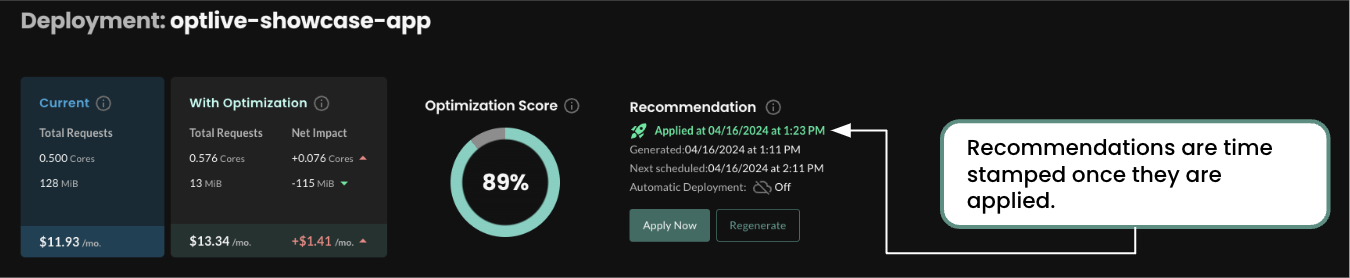 Deployment: optlive-showcase-app
Current
Total Requests
0.500 Cores
128 MiB
$11.93 /mo.
With Optimization
Total Requests Net Impact
0.576 Cores +0.076 Cores
13 MiB -115 MiB
$13.34 /mo. +$1.41 /mo.
Optimization Score
89%
Recommendation
Applied at 04/16/2024 at 1:23 PM
Generated:04/16/2024 at 1:11 PM
Next scheduled:04/16/2024 at 2:11 PM
Automatic Deployment: Off
Apply Now Regenerate
Recommendations are time
stamped once they are
applied.